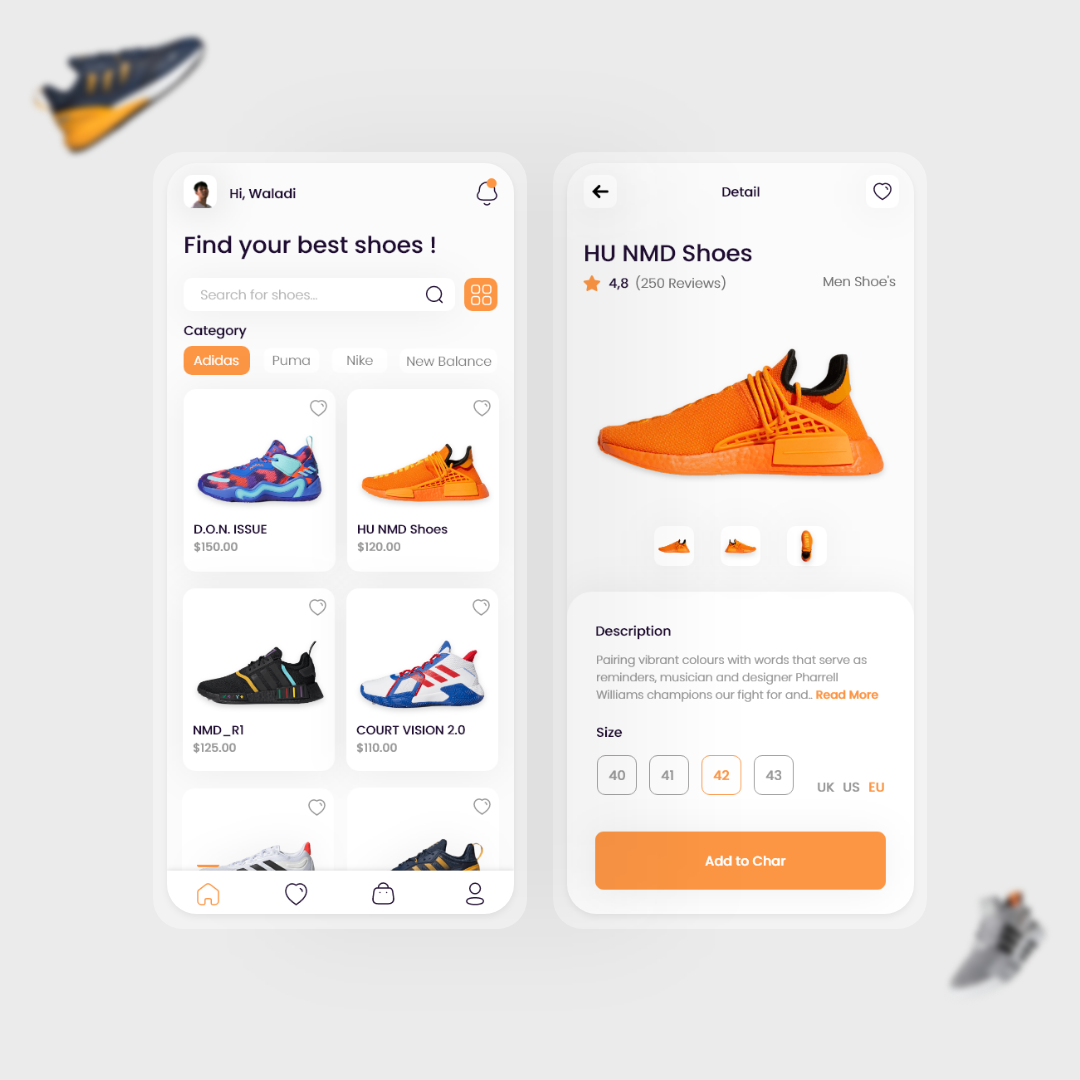 Hi, Waladi
Find your best shoes !
Search for shoes...
Category
Adidas Puma Nike New Balance
D.O.N. ISSUE
$150.00
HU NMD Shoes
$120.00
NMD_R1
$125.00
COURT VISION 2.0
$110.00
Detail
HU NMD Shoes
4,8 (250 Reviews)
Men Shoe's
Description
Pairing vibrant colours with words that serve as
reminders, musician and designer Pharrell
Williams champions our fight for and.. Read More
Size
40 41 42 43
UK US EU
Add to Char